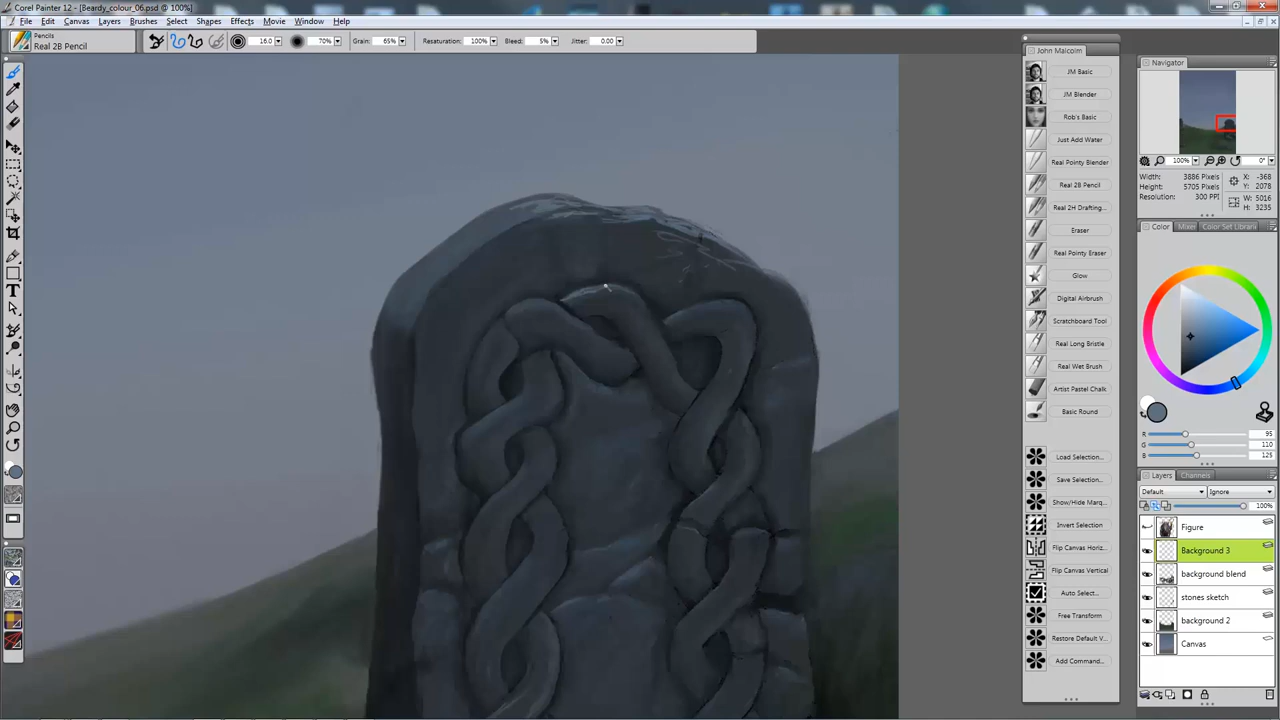 Corel Painter 12 - [Beardy_colour_06.psd @ 100%]
File Edit Canvas Layers Brushes Select Shapes Effects Movie Window Help
Pencils
Real 2B Pencil
16.0 70% Grain: 65% Resaturation: 100% Bleed: 5% Jitter: 0.00
John Malcolm
JM Basic
JM Blender
Rob's Basic
Just Add Water
Real Pointy Blender
Real 2B Pencil
Real 2H Drafting...
Eraser
Real Pointy Eraser
Glow
Digital Airbrush
Scratchboard Tool
Real Long Bristle
Real Wet Brush
Artist Pastel Chalk
Basic Round
Load Selection...
Save Selection...
Show/Hide Marq...
Invert Selection
Flip Canvas Horiz...
Flip Canvas Vertical
Auto Select...
Free Transform
Restore Default V...
Add Command...
Navigator
100% 0°
Width: 3886 Pixels
Height: 5705 Pixels
Resolution: 300 PPI
X: -368
Y: 2078
W: 5016
H: 3235
Color Mixer Color Set Librari
R 95
G 110
B 125
Layers Channels
Default Ignore
100%
Figure
Background 3
background blend
stones sketch
background 2
Canvas